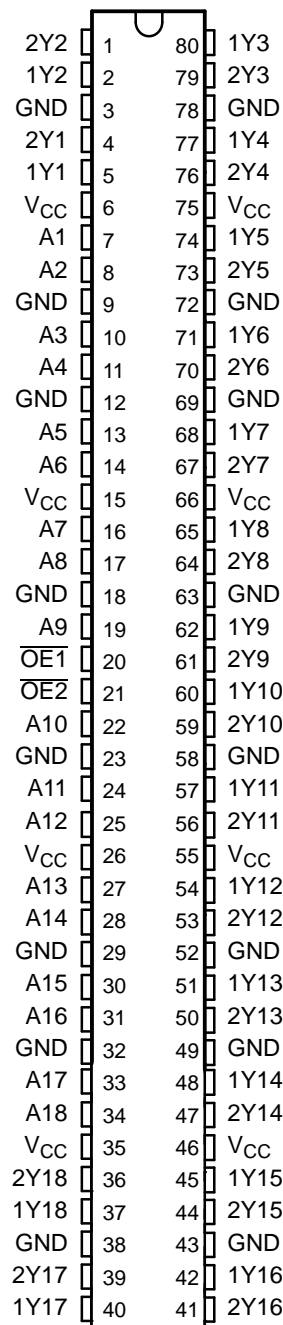 2Y2 1 80 1Y3
1Y2 2 79 2Y3
GND 3 78 GND
2Y1 4 77 1Y4
1Y1 5 76 2Y4
VCC 6 75 VCC
A1 7 74 1Y5
A2 8 73 2Y5
GND 9 72 GND
A3 10 71 1Y6
A4 11 70 2Y6
GND 12 69 GND
A5 13 68 1Y7
A6 14 67 2Y7
VCC 15 66 VCC
A7 16 65 1Y8
A8 17 64 2Y8
GND 18 63 GND
A9 19 62 1Y9
OE1 20 61 2Y9
OE2 21 60 1Y10
A10 22 59 2Y10
GND 23 58 GND
A11 24 57 1Y11
A12 25 56 2Y11
VCC 26 55 VCC
A13 27 54 1Y12
A14 28 53 2Y12
GND 29 52 GND
A15 30 51 1Y13
A16 31 50 2Y13
GND 32 49 GND
A17 33 48 1Y14
A18 34 47 2Y14
VCC 35 46 VCC
2Y18 36 45 1Y15
1Y18 37 44 2Y15
GND 38 43 GND
2Y17 39 42 1Y16
1Y17 40 41 2Y16